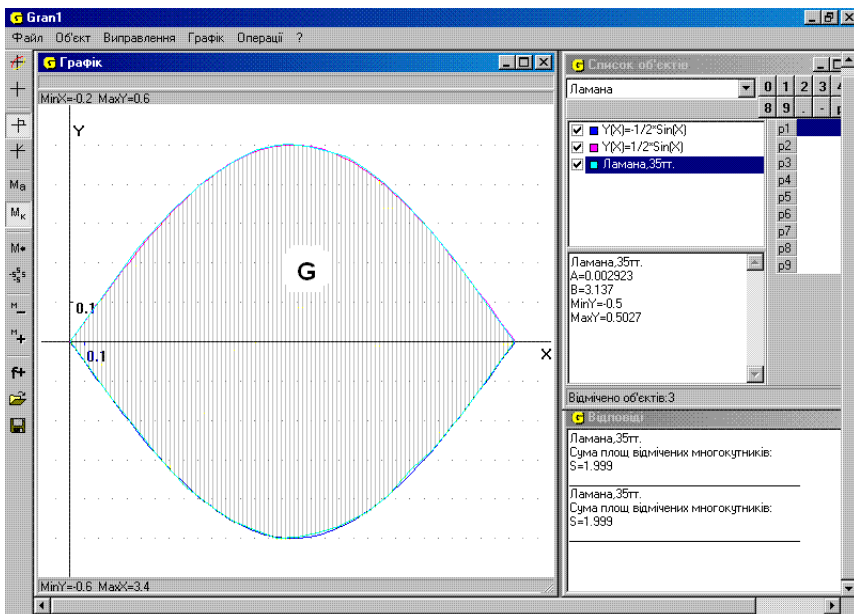 Gran1
Файл Об'єкт Виправлення Графік Операції ?
Графік
MinX=-0.2 MaxY=0.6
Y
G
0.1
0.1
X
MinY=-0.6 MaxX=3.4
Ma
Mк
M
M
M
f+
Список об'єктів
Ламана
0 1 2 3 4
8 9 . -
Y(X)=-1/2*Sin(X)
Y(X)=1/2*Sin(X)
Ламана,35тт.
p1
p2
p3
p4
p5
p6
p7
p8
p9
Ламана,35тт.
A=0.002923
B=3.137
MinY=-0.5
MaxY=0.5027
Відмічено об'єктів:3
Відповіді
Ламана,35тт.
Сума площ відмічених многокутників:
S=1.999
Ламана,35тт.
Сума площ відмічених многокутників:
S=1.999